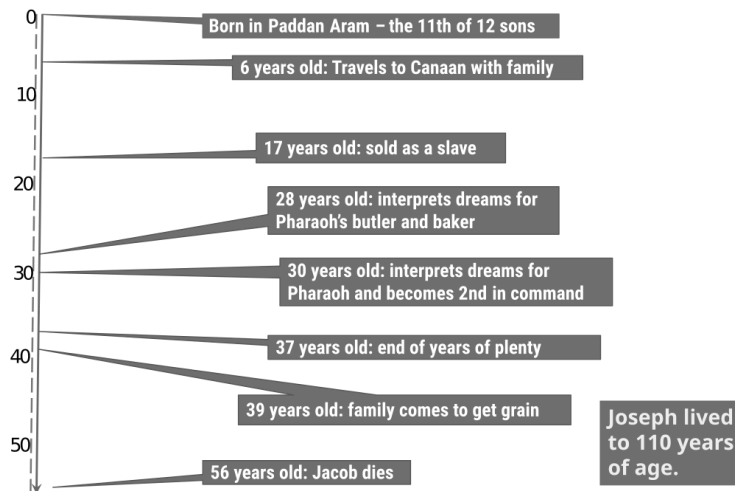 0
Born in Paddan Aram – the 11th of 12 sons
6 years old: Travels to Canaan with family
10
17 years old: sold as a slave
20
28 years old: interprets dreams for
Pharaoh’s butler and baker
30
30 years old: interprets dreams for
Pharaoh and becomes 2nd in command
37 years old: end of years of plenty
40
39 years old: family comes to get grain
Joseph lived
to 110 years
of age.
50
56 years old: Jacob dies